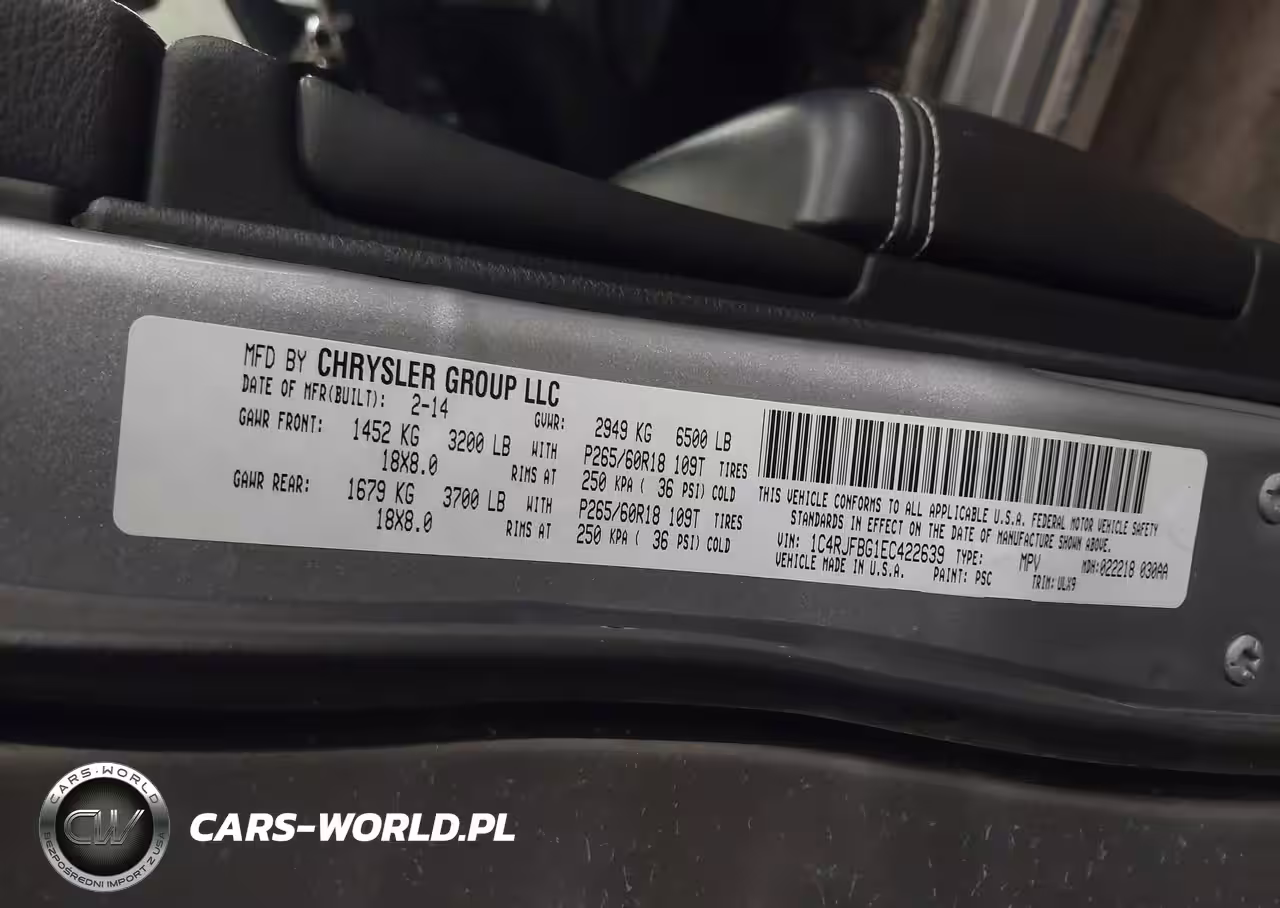 MFD BY CHRYSLER GROUP LLC
DATE OF MFR(BUILT): 2-14 GVWR: 2949 KG 6500 LB
GAWR FRONT: 1452 KG 3200 LB WITH P265/60R18 109T TIRES
18X8.0 RIMS AT 250 KPA ( 36 PSI) COLD
GAWR REAR: 1679 KG 3700 LB WITH P265/60R18 109T TIRES
18X8.0 RIMS AT 250 KPA ( 36 PSI) COLD
THIS VEHICLE CONFORMS TO ALL APPLICABLE U.S.A. FEDERAL MOTOR VEHICLE SAFETY
STANDARDS IN EFFECT ON THE DATE OF MANUFACTURE SHOWN ABOVE.
VIN: 1C4RJFBG1EC422639 TYPE: MPV MDH:022218 030AA
VEHICLE MADE IN U.S.A. PAINT: PSC TRIM: ULX9
CARS-WORLD
CW
BEZPOŚREDNI IMPORT Z USA
CARS-WORLD.PL